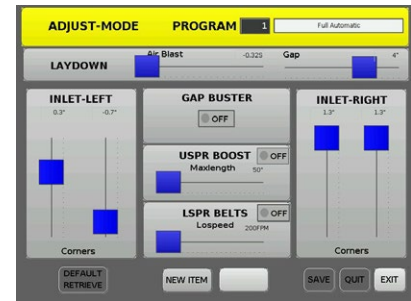 ADJUST-MODE PROGRAM 1 Full Automatic
LAYDOWN Air Blast -0.32S Gap 4"
INLET-LEFT
0.3" -0.7"
Corners
GAP BUSTER
OFF
USPR BOOST OFF
Maxlength 50"
LSPR BELTS OFF
Lospeed 200FPM
INLET-RIGHT
1.3" 1.3"
Corners
DEFAULT
RETRIEVE
NEW ITEM
SAVE QUIT EXIT